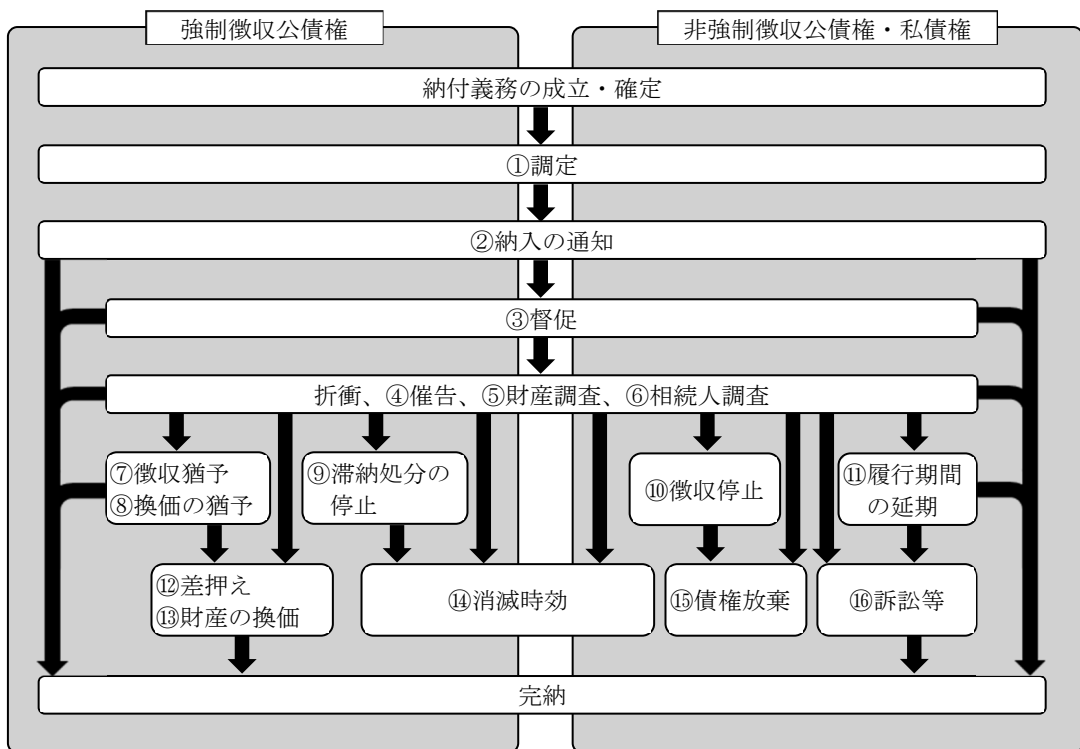 強制徴収公債権
非強制徴収公債権・私債権
納付義務の成立・確定
①調定
②納入の通知
③督促
折衝、④催告、⑤財産調査、⑥相続人調査
⑦徴収猶予
⑧換価の猶予
⑨滞納処分の
停止
⑩徴収停止
⑪履行期間
の延期
⑫差押え
⑬財産の換価
⑭消滅時効
⑮債権放棄
⑯訴訟等
完納